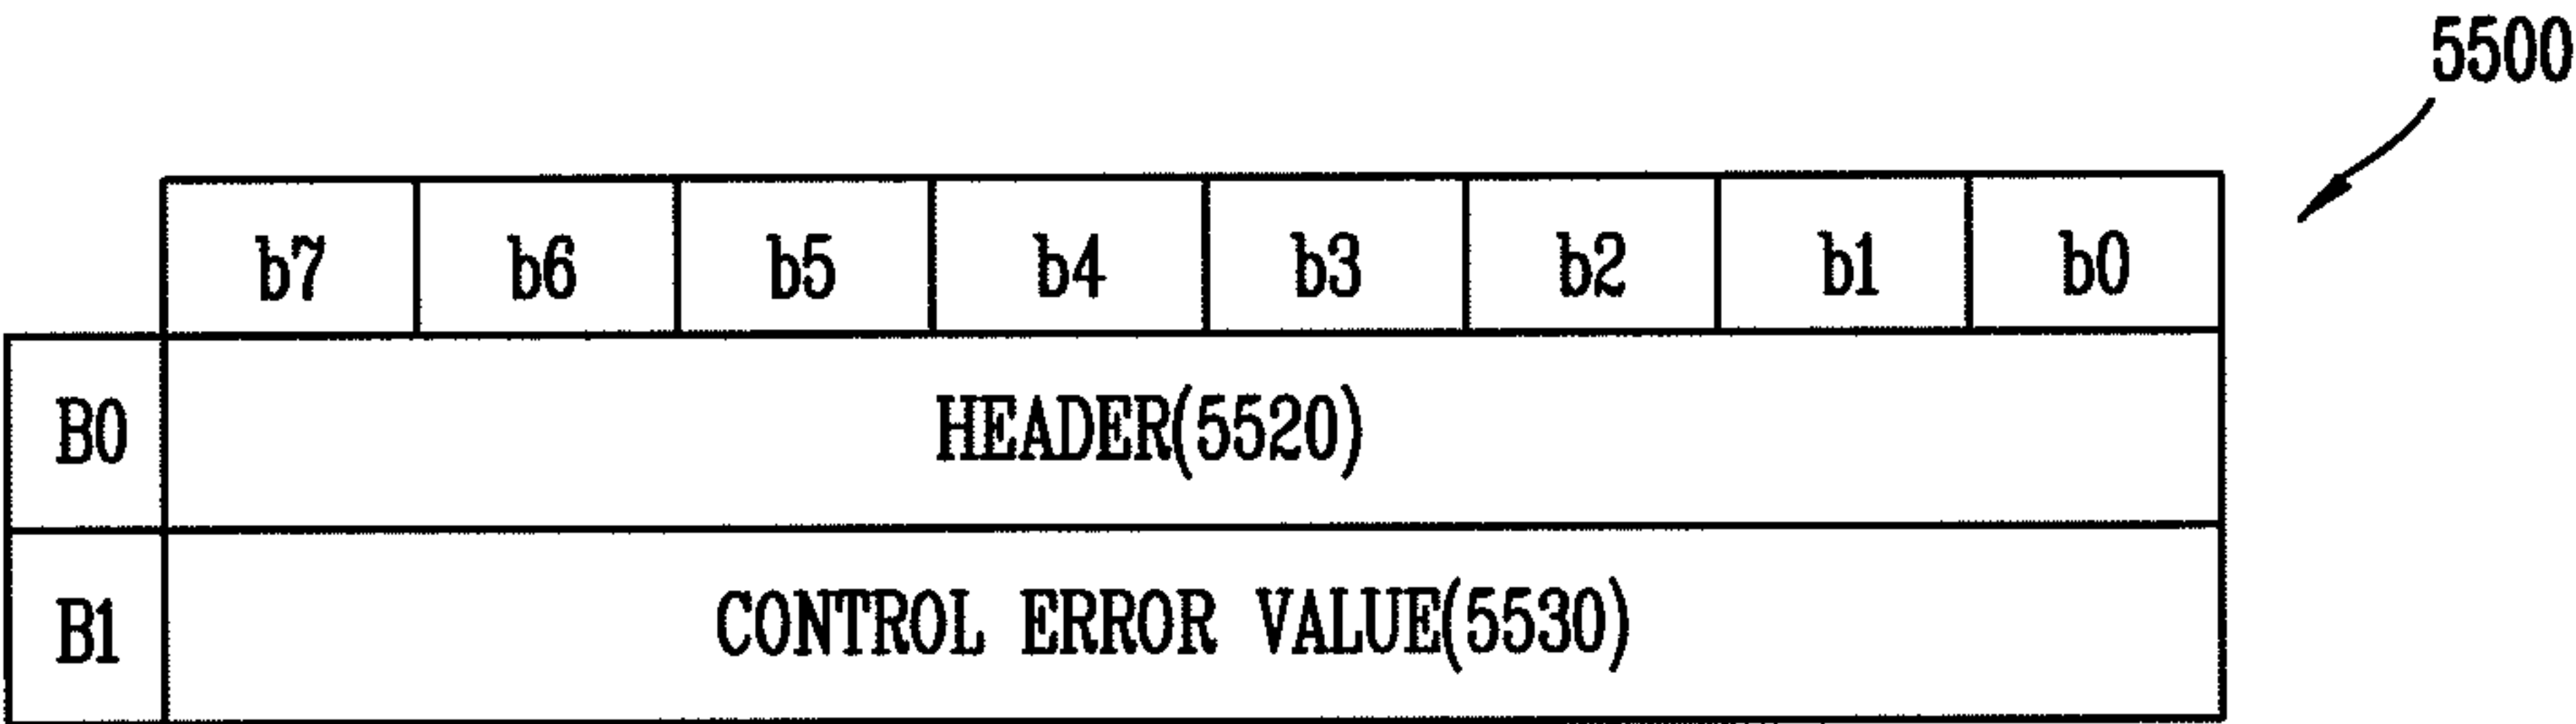 5500
b7 b6 b5 b4 b3 b2 b1 b0
B0 HEADER(5520)
B1 CONTROL ERROR VALUE(5530)